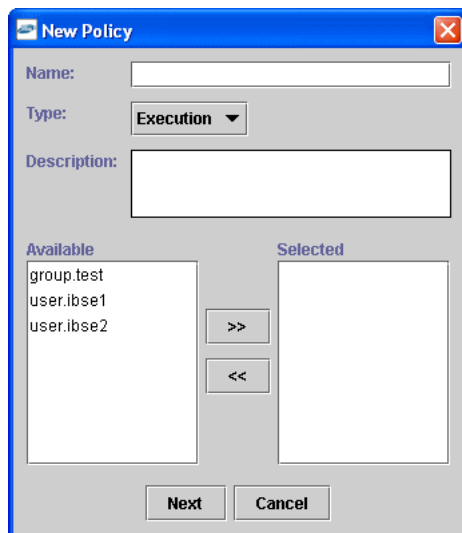 New Policy
Name:
Type:
Execution
Description:
Available
Selected
group.test
user.ibse1
user.ibse2
>>
<<
Next
Cancel